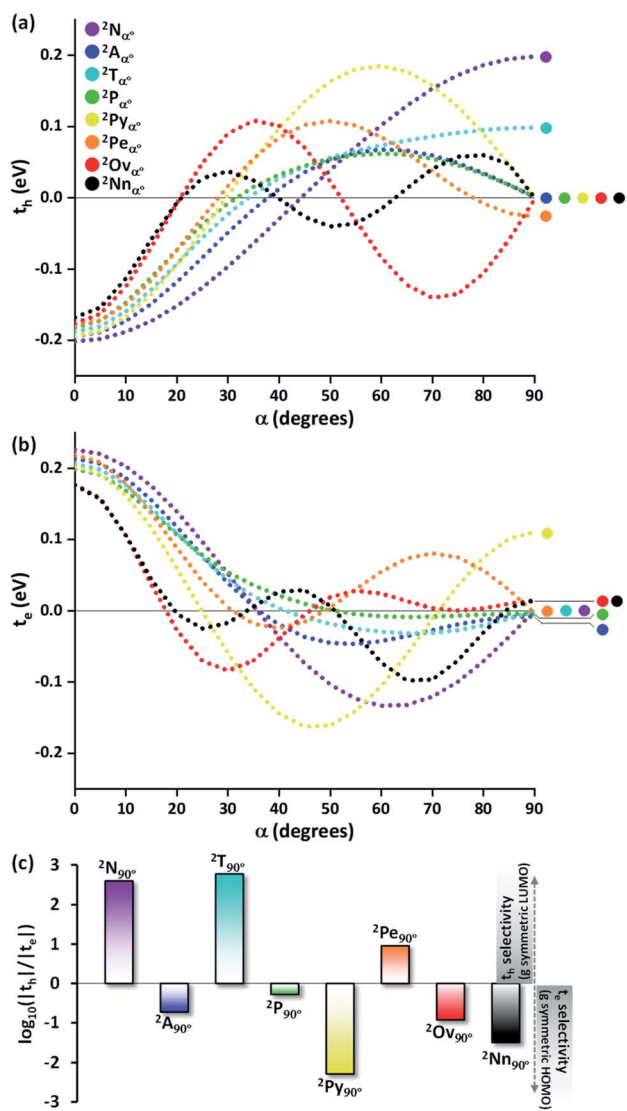 (a)
²Nα°
²Aα°
²Tα°
²Pα°
²Pyα°
²Peα°
²Ovα°
²Nnα°
tₕ (eV)
0.2
0.1
0.0
-0.1
-0.2
0 10 20 30 40 50 60 70 80 90
α (degrees)
(b)
tₑ (eV)
0.2
0.1
0.0
-0.1
-0.2
0 10 20 30 40 50 60 70 80 90
α (degrees)
(c)
log₁₀(|tₕ|/|tₑ|)
3
2
1
0
-1
-2
-3
²N90°
²A90°
²T90°
²P90°
²Py90°
²Pe90°
²Ov90°
²Nn90°
tₕ selectivity
(g symmetric LUMO)
tₑ selectivity
(g symmetric HOMO)